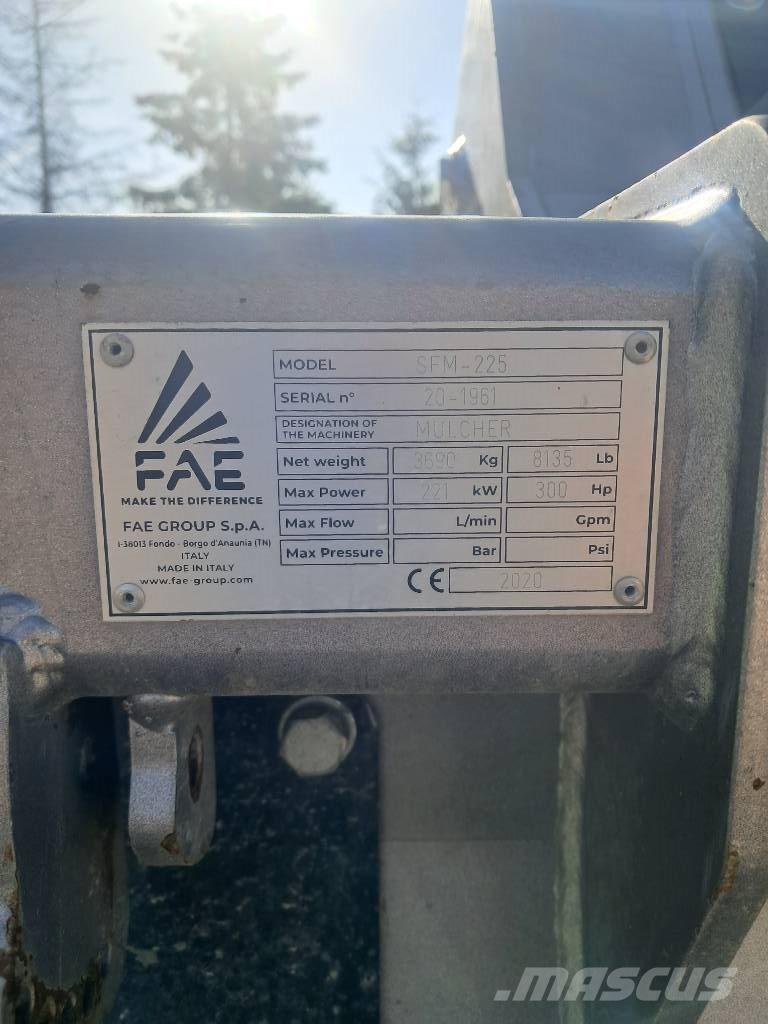 FAE
MAKE THE DIFFERENCE
FAE GROUP S.p.A.
I-38013 Fondo - Borgo d'Anaunia (TN)
ITALY
MADE IN ITALY
www.fae-group.com
MODEL SFM-225
SERIAL n° 20-1961
DESIGNATION OF
THE MACHINERY MULCHER
Net weight 3690 Kg 8135 Lb
Max Power 221 kW 300 Hp
Max Flow L/min Gpm
Max Pressure Bar Psi
CE 2020
MASCUS